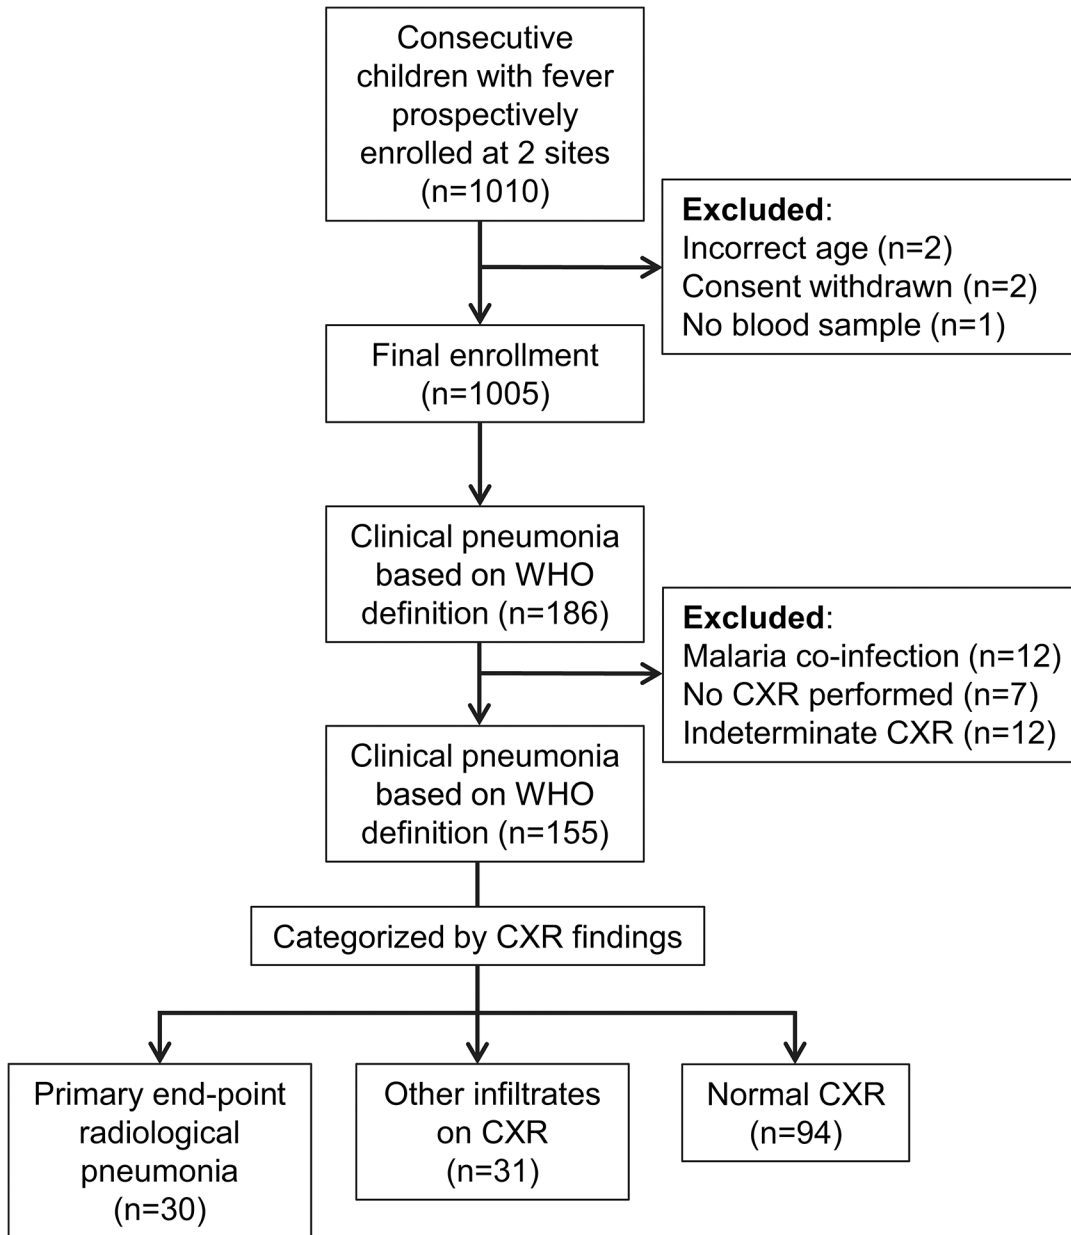 Consecutive
children with fever
prospectively
enrolled at 2 sites
(n=1010)
Excluded:
Incorrect age (n=2)
Consent withdrawn (n=2)
No blood sample (n=1)
Final enrollment
(n=1005)
Clinical pneumonia
based on WHO
definition (n=186)
Excluded:
Malaria co-infection (n=12)
No CXR performed (n=7)
Indeterminate CXR (n=12)
Clinical pneumonia
based on WHO
definition (n=155)
Categorized by CXR findings
Primary end-point
radiological
pneumonia
(n=30)
Other infiltrates
on CXR
(n=31)
Normal CXR
(n=94)